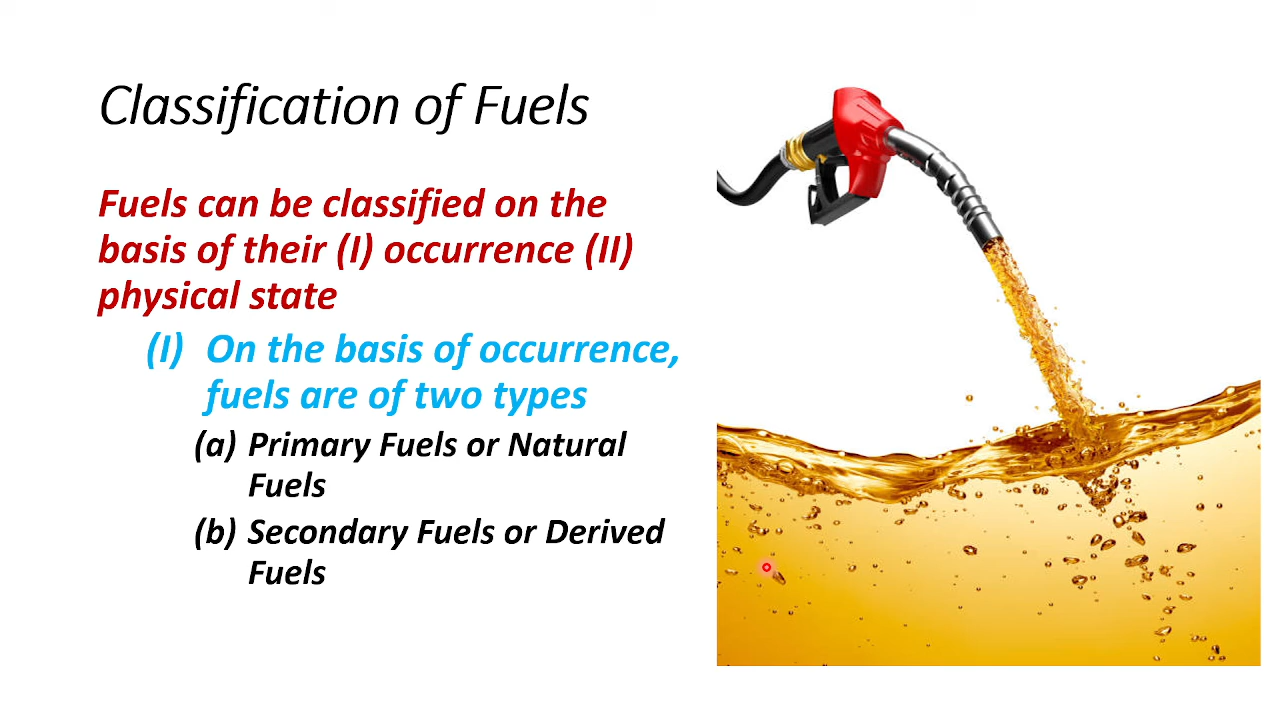 Classification of Fuels
Fuels can be classified on the
basis of their (I) occurrence (II)
physical state
(I) On the basis of occurrence,
fuels are of two types
(a) Primary Fuels or Natural
Fuels
(b) Secondary Fuels or Derived
Fuels